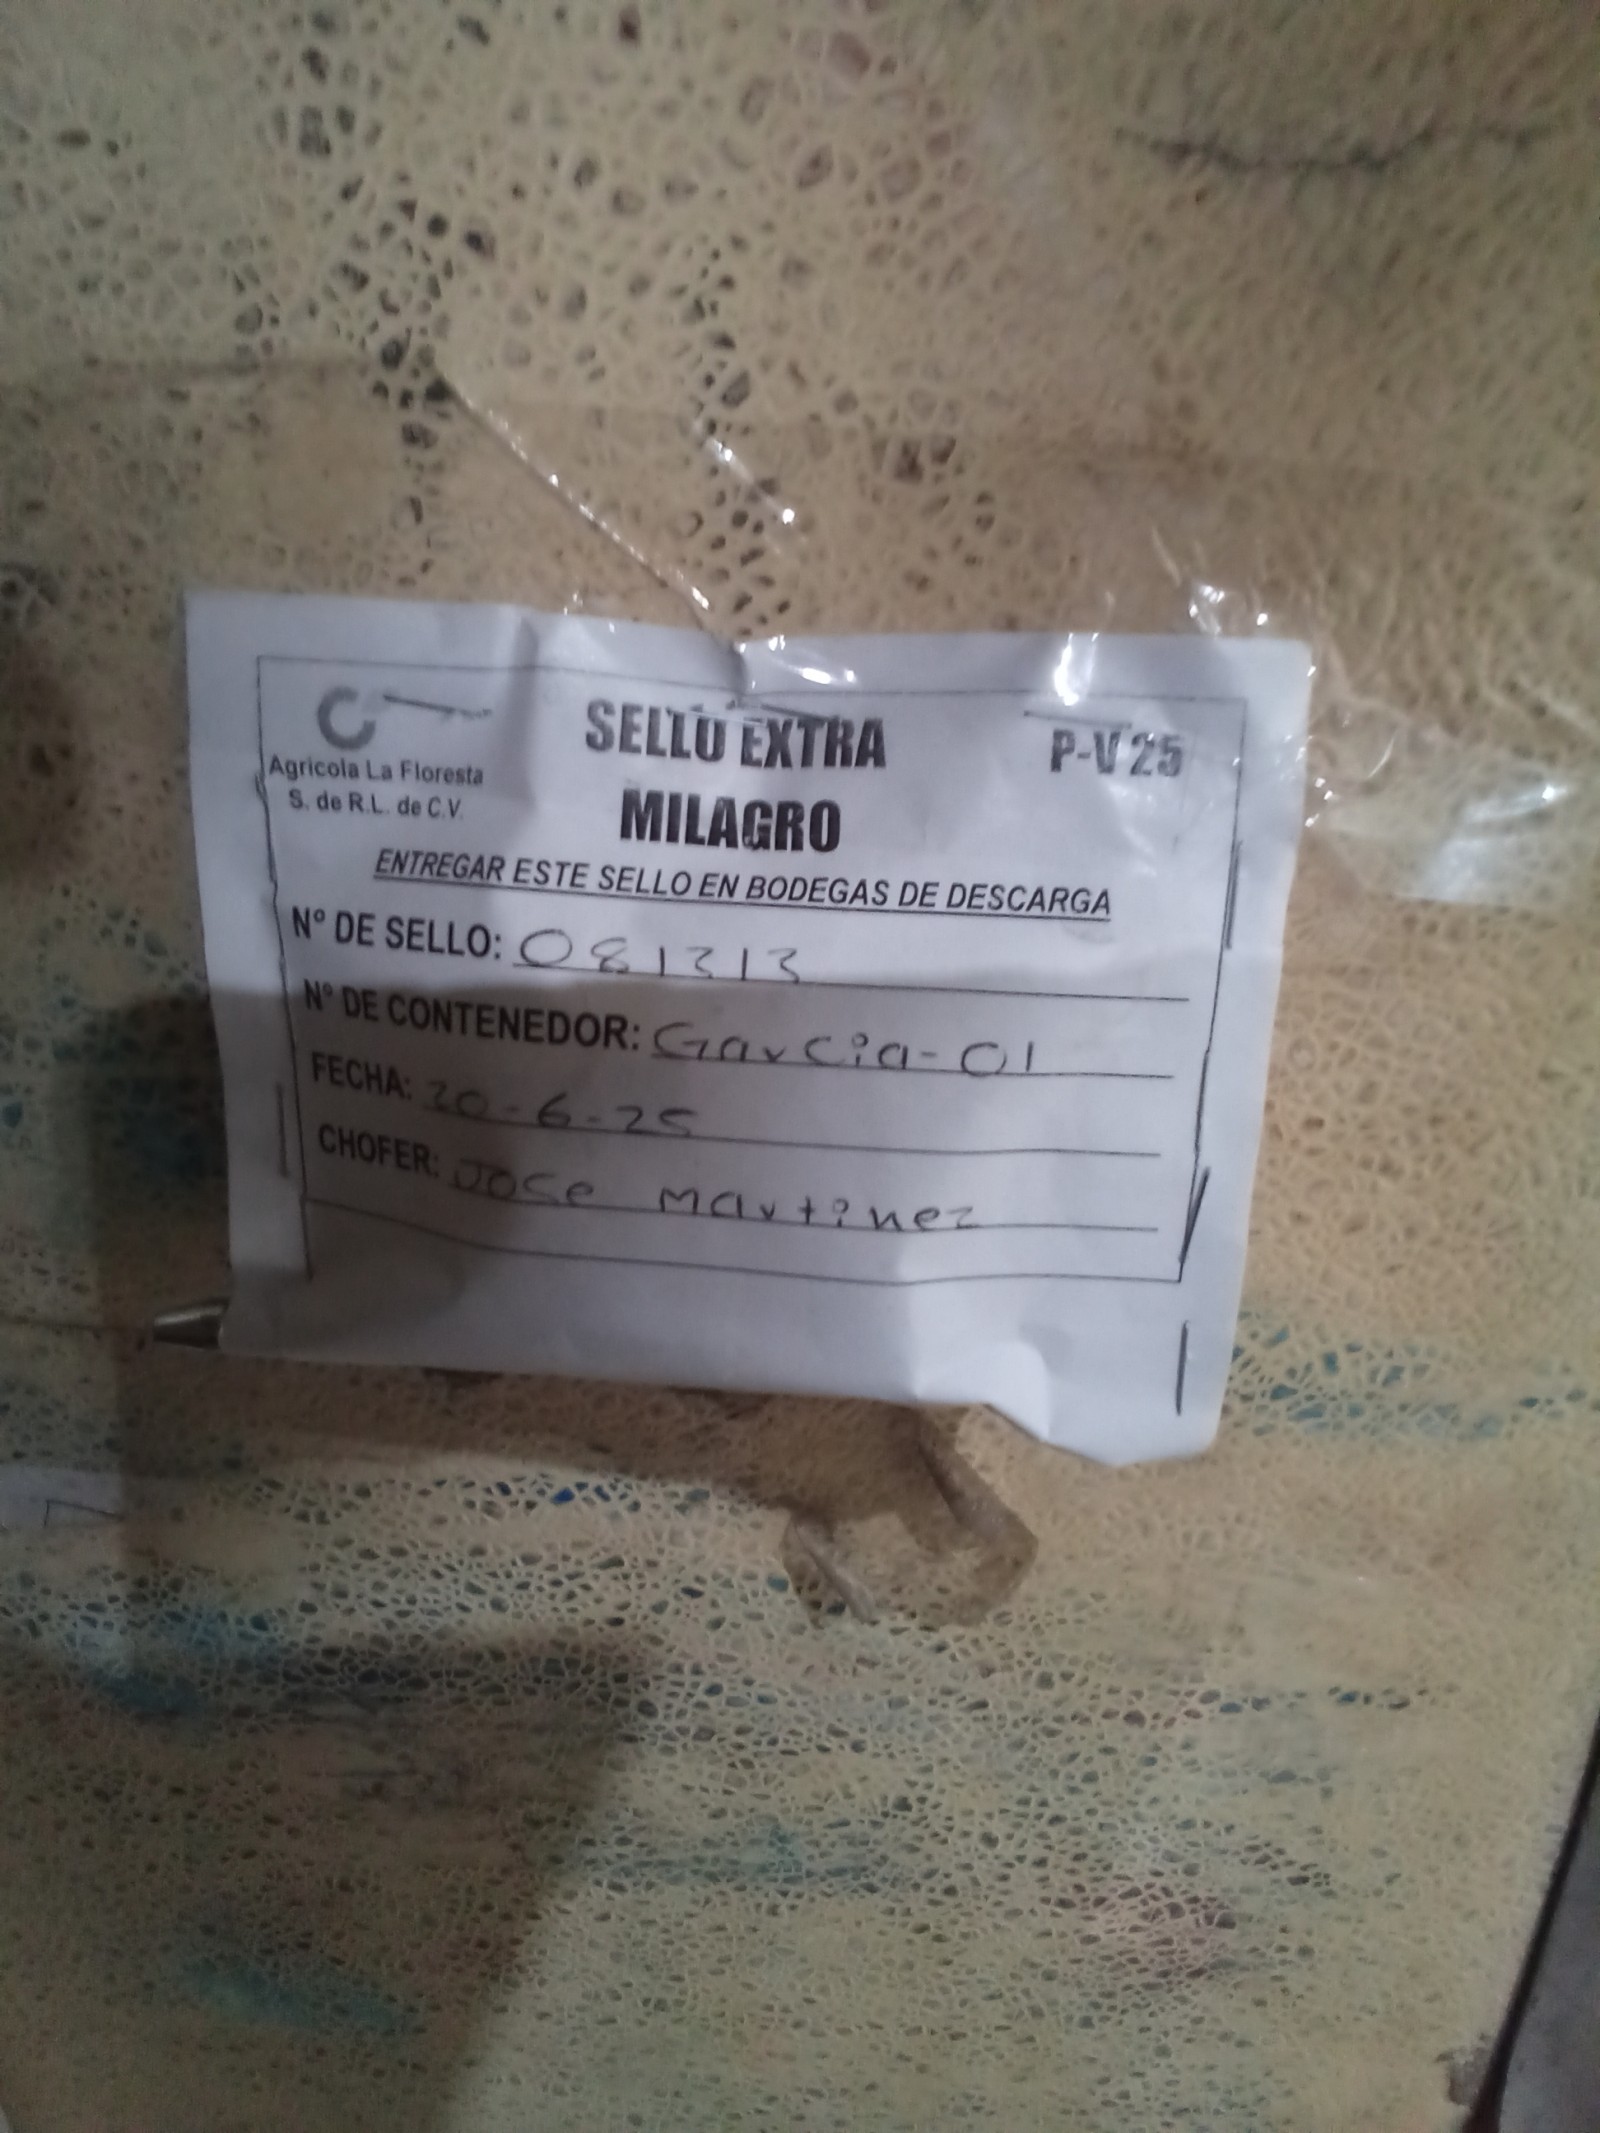 Agricola La Floresta
S. de R.L. de C.V.
SELLO EXTRA
MILAGRO
P-V 25
ENTREGAR ESTE SELLO EN BODEGAS DE DESCARGA
N° DE SELLO: 081313
N° DE CONTENEDOR: Garcia-01
FECHA: 20-6-25
CHOFER: Jose Martinez